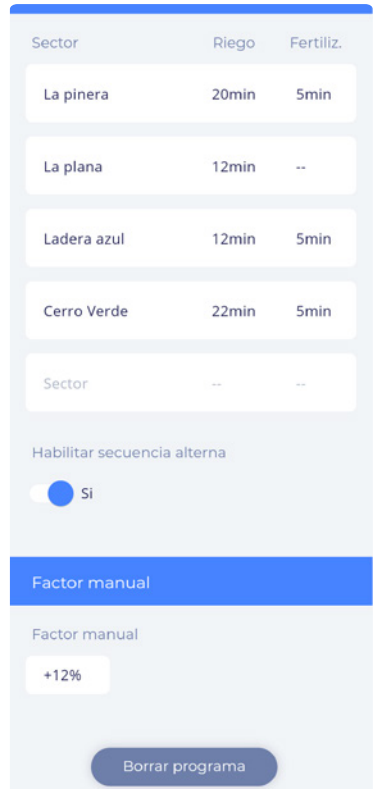 Sector Riego Fertiliz.
La pinera 20min 5min
La plana 12min --
Ladera azul 12min 5min
Cerro Verde 22min 5min
Sector -- --
Habilitar secuencia alterna
Si
Factor manual
Factor manual
+12%
Borrar programa